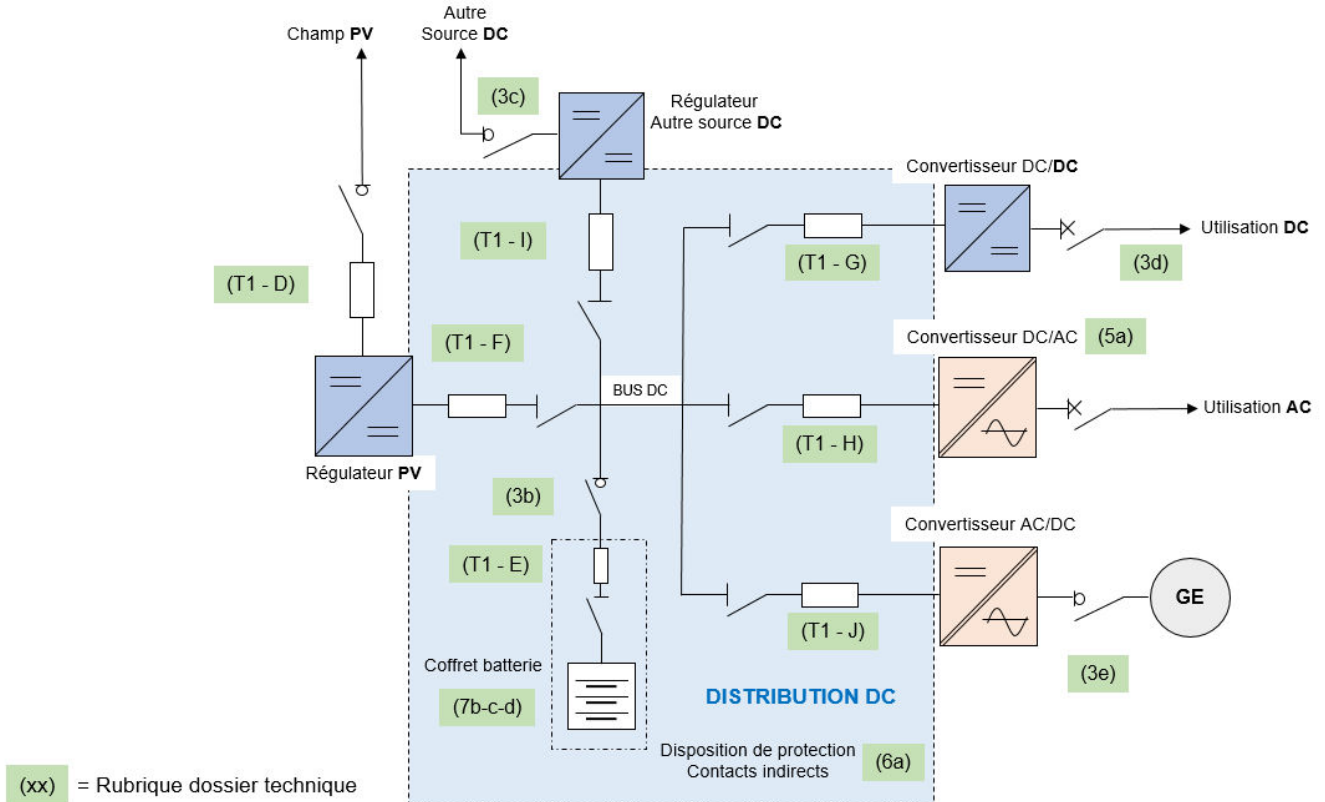 Autre
Source DC
Champ PV
(3c)
Régulateur
Autre source DC
Convertisseur DC/DC
(T1 - I)
(T1 - G)
Utilisation DC
(3d)
(T1 - D)
(T1 - F)
Convertisseur DC/AC
(5a)
BUS DC
Utilisation AC
(T1 - H)
Régulateur PV
(3b)
Convertisseur AC/DC
(T1 - E)
GE
(T1 - J)
Coffret batterie
(3e)
(7b-c-d)
DISTRIBUTION DC
Disposition de protection
Contacts indirects
(6a)
(xx) = Rubrique dossier technique